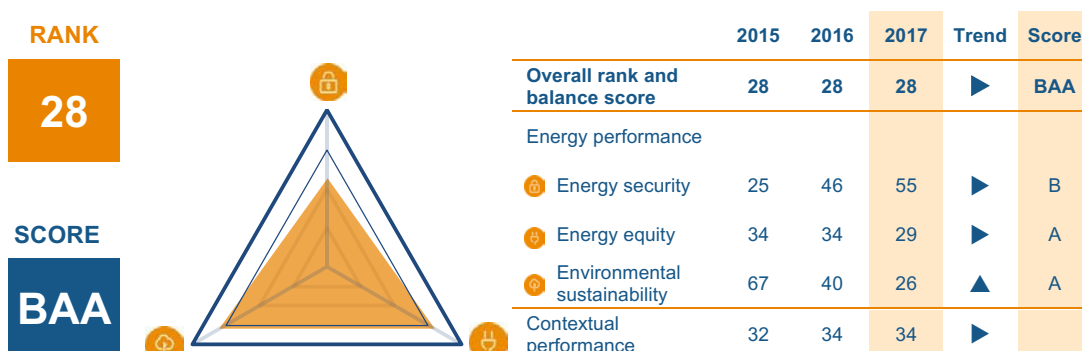 RANK
28
SCORE
BAA
2015 2016 2017 Trend Score
Overall rank and
balance score 28 28 28 BAA
Energy performance
Energy security 25 46 55 B
Energy equity 34 34 29 A
Environmental
sustainability 67 40 26 A
Contextual
performance 32 34 34